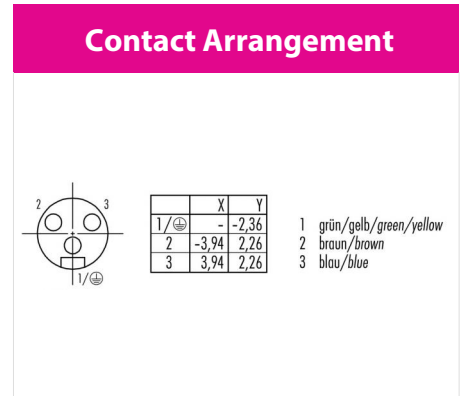 Contact Arrangement
2 3
1/⏚
X Y
1/⏚ - -2,36
2 -3,94 2,26
3 3,94 2,26
1 grün/gelb/green/yellow
2 braun/brown
3 blau/blue